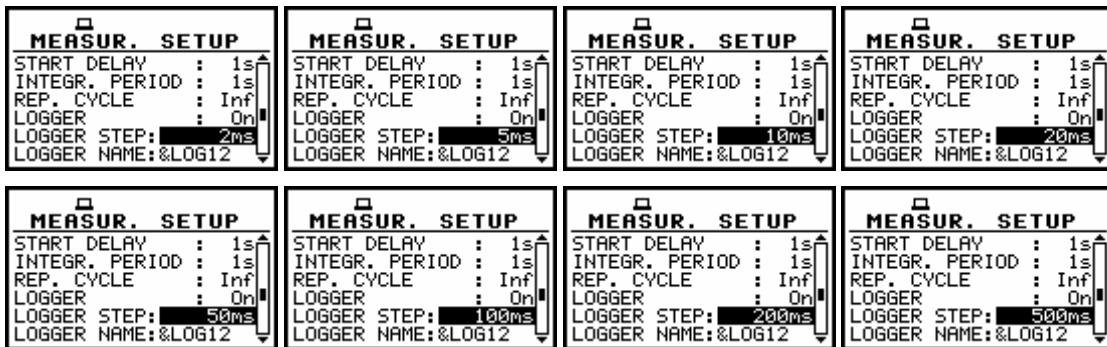 MEASUR. SETUP
START DELAY : 1s
INTEGR. PERIOD : 1s
REP. CYCLE : Inf
LOGGER : On
LOGGER STEP: 2ms
LOGGER NAME:&LOG12
MEASUR. SETUP
START DELAY : 1s
INTEGR. PERIOD : 1s
REP. CYCLE : Inf
LOGGER : On
LOGGER STEP: 5ms
LOGGER NAME:&LOG12
MEASUR. SETUP
START DELAY : 1s
INTEGR. PERIOD : 1s
REP. CYCLE : Inf
LOGGER : On
LOGGER STEP: 10ms
LOGGER NAME:&LOG12
MEASUR. SETUP
START DELAY : 1s
INTEGR. PERIOD : 1s
REP. CYCLE : Inf
LOGGER : On
LOGGER STEP: 20ms
LOGGER NAME:&LOG12
MEASUR. SETUP
START DELAY : 1s
INTEGR. PERIOD : 1s
REP. CYCLE : Inf
LOGGER : On
LOGGER STEP: 50ms
LOGGER NAME:&LOG12
MEASUR. SETUP
START DELAY : 1s
INTEGR. PERIOD : 1s
REP. CYCLE : Inf
LOGGER : On
LOGGER STEP: 100ms
LOGGER NAME:&LOG12
MEASUR. SETUP
START DELAY : 1s
INTEGR. PERIOD : 1s
REP. CYCLE : Inf
LOGGER : On
LOGGER STEP: 200ms
LOGGER NAME:&LOG12
MEASUR. SETUP
START DELAY : 1s
INTEGR. PERIOD : 1s
REP. CYCLE : Inf
LOGGER : On
LOGGER STEP: 500ms
LOGGER NAME:&LOG12